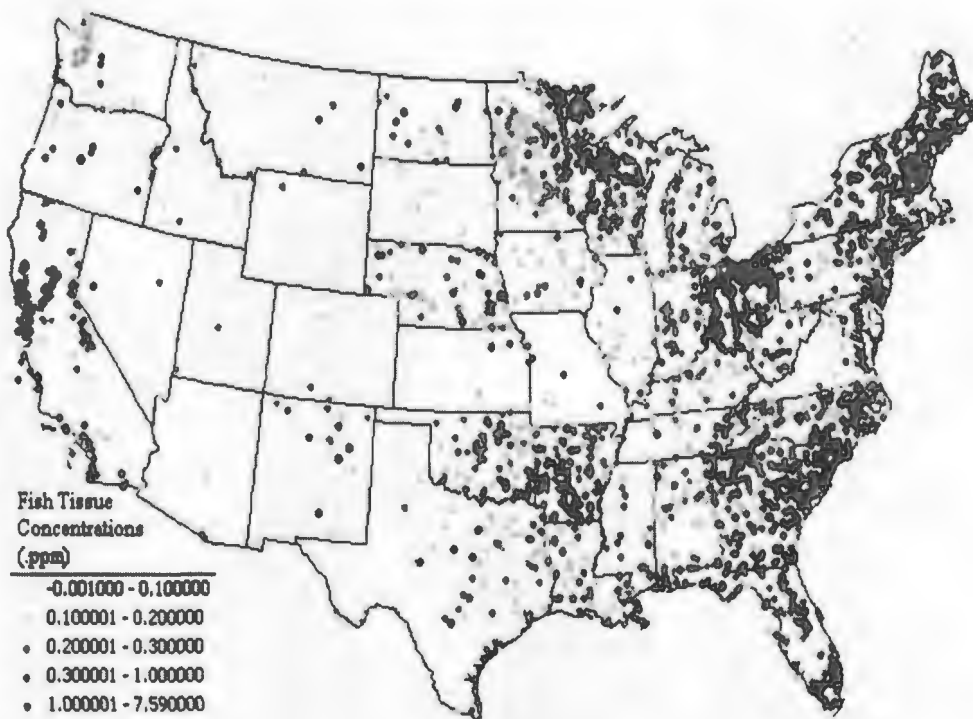 Fish Tissue
Concentrations
(.ppm)
-0.001000 - 0.100000
0.100001 - 0.200000
0.200001 - 0.300000
0.300001 - 1.000000
1.000001 - 7.590000